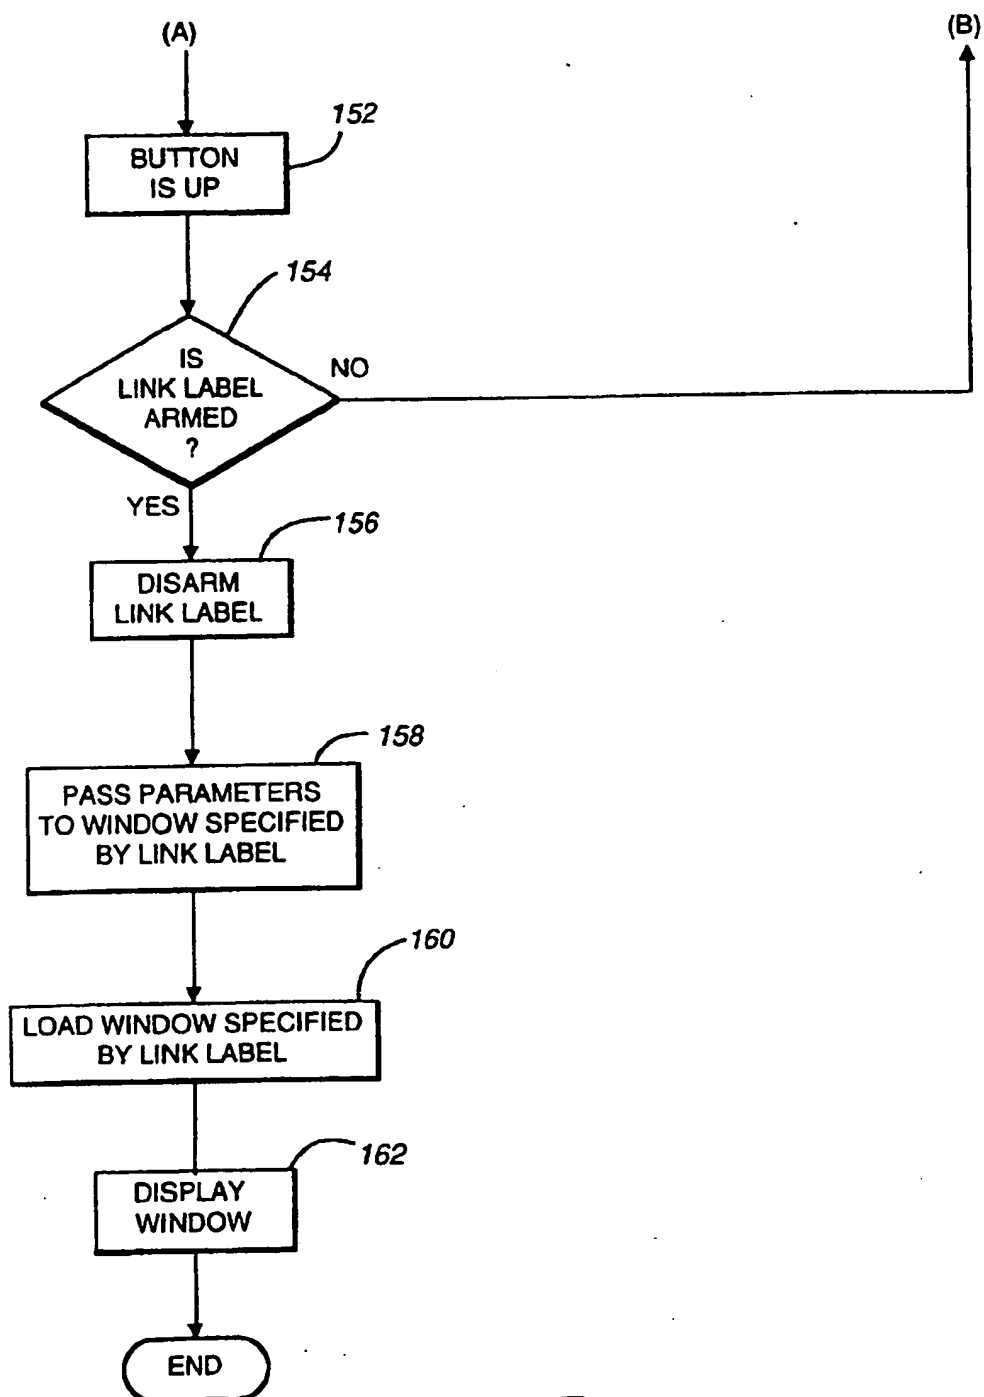 (A)
(B)
152
BUTTON
IS UP
154
IS
LINK LABEL
ARMED
?
NO
YES
156
DISARM
LINK LABEL
158
PASS PARAMETERS
TO WINDOW SPECIFIED
BY LINK LABEL
160
LOAD WINDOW SPECIFIED
BY LINK LABEL
162
DISPLAY
WINDOW
END